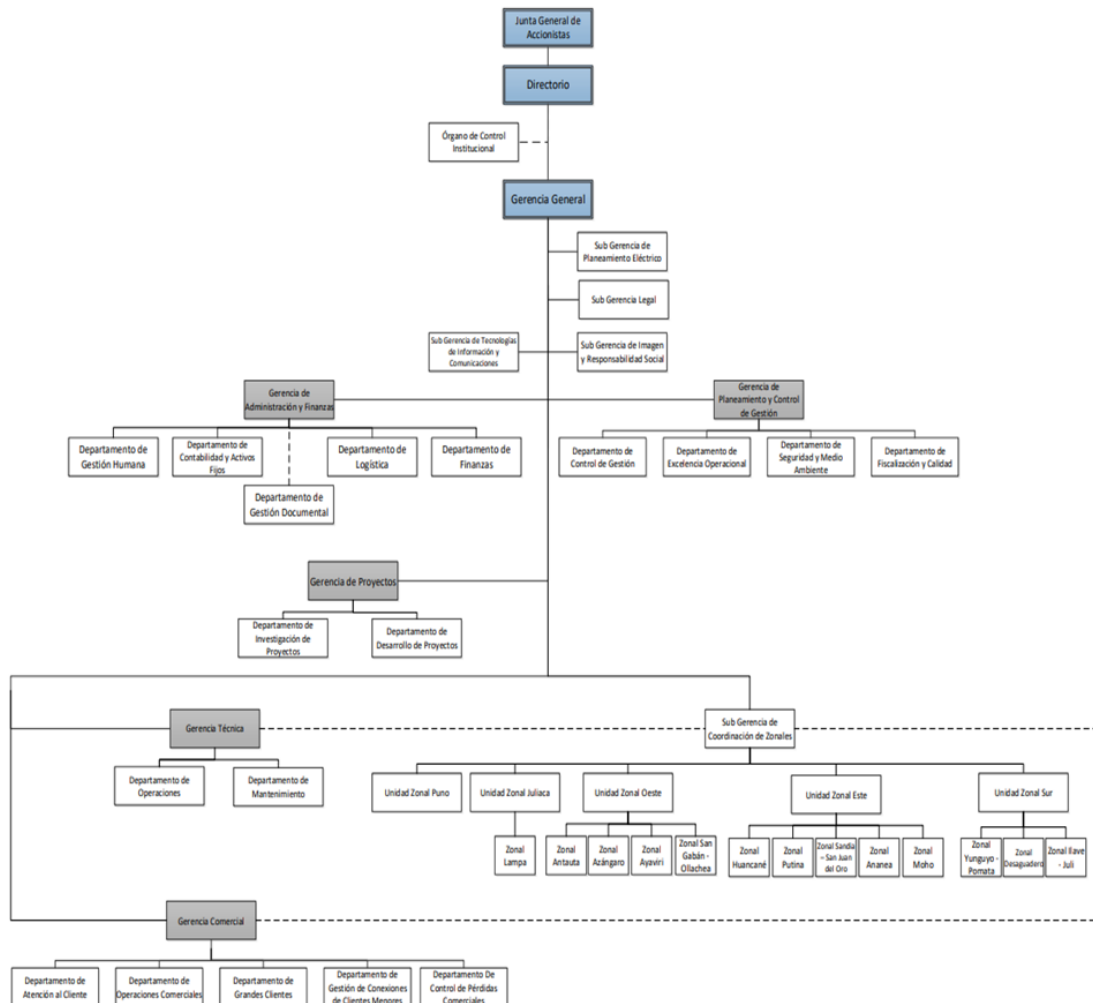 Junta General de
Accionistas
Directorio
Órgano de Control
Institucional
Gerencia General
Sub Gerencia de
Planeamiento Eléctrico
Sub Gerencia Legal
Sub Gerencia de Tecnologías
de Información y
Comunicaciones
Sub Gerencia de Imagen
y Responsabilidad Social
Gerencia de
Administración y Finanzas
Gerencia de
Planeamiento y Control
de Gestión
Departamento de
Gestión Humana
Departamento de
Contabilidad y Activos
Fijos
Departamento de
Logística
Departamento de
Finanzas
Departamento de
Control de Gestión
Departamento de
Excelencia Operacional
Departamento de
Seguridad y Medio
Ambiente
Departamento de
Fiscalización y Calidad
Departamento de
Gestión Documental
Gerencia de Proyectos
Departamento de
Investigación de
Proyectos
Departamento de
Desarrollo de Proyectos
Gerencia Técnica
Sub Gerencia de
Coordinación de Zonales
Departamento de
Operaciones
Departamento de
Mantenimiento
Unidad Zonal Puno
Unidad Zonal Juliaca
Unidad Zonal Oeste
Unidad Zonal Este
Unidad Zonal Sur
Zonal
Lampa
Zonal
Antauta
Zonal
Azángaro
Zonal
Ayaviri
Zonal San
Gabán -
Ollachea
Zonal
Huancané
Zonal
Putina
Zonal Sandia
– San Juan
del Oro
Zonal
Ananea
Zonal
Moho
Zonal
Yunguyo -
Pomata
Zonal
Desaguadero
Zonal Ilave
- Juli
Gerencia Comercial
Departamento de
Atención al Cliente
Departamento de
Operaciones Comerciales
Departamento de
Grandes Clientes
Departamento de
Gestión de Conexiones
de Clientes Menores
Departamento De
Control de Pérdidas
Comerciales